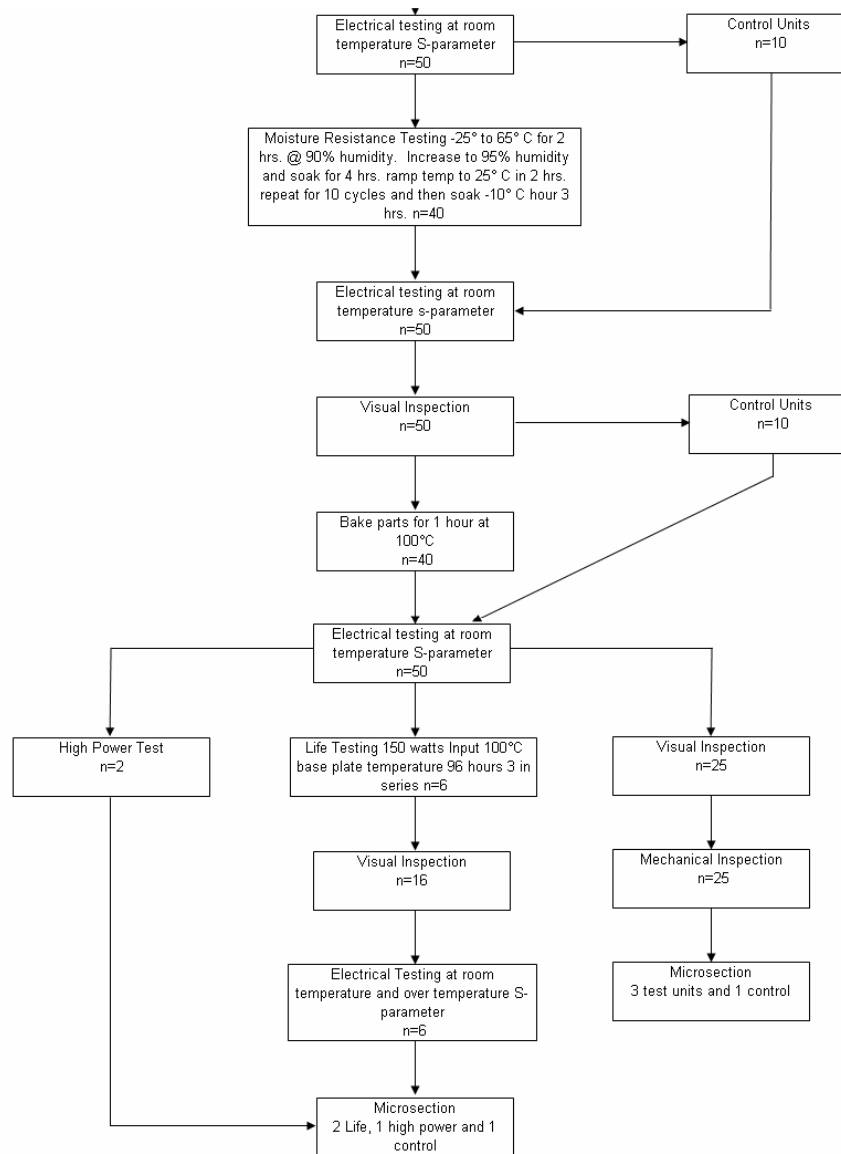 Electrical testing at room
temperature S-parameter
n=50
Control Units
n=10
Moisture Resistance Testing -25° to 65° C for 2
hrs. @ 90% humidity.  Increase to 95% humidity
and soak for 4 hrs. ramp temp to 25° C in 2 hrs.
repeat for 10 cycles and then soak -10° C hour 3
hrs. n=40
Electrical testing at room
temperature s-parameter
n=50
Visual Inspection
n=50
Control Units
n=10
Bake parts for 1 hour at
100°C
n=40
Electrical testing at room
temperature S-parameter
n=50
High Power Test
n=2
Life Testing 150 watts Input 100°C
base plate temperature 96 hours 3 in
series n=6
Visual Inspection
n=25
Visual Inspection
n=16
Mechanical Inspection
n=25
Electrical Testing at room
temperature and over temperature S-
parameter
n=6
Microsection
3 test units and 1 control
Microsection
2 Life, 1 high power and 1
control